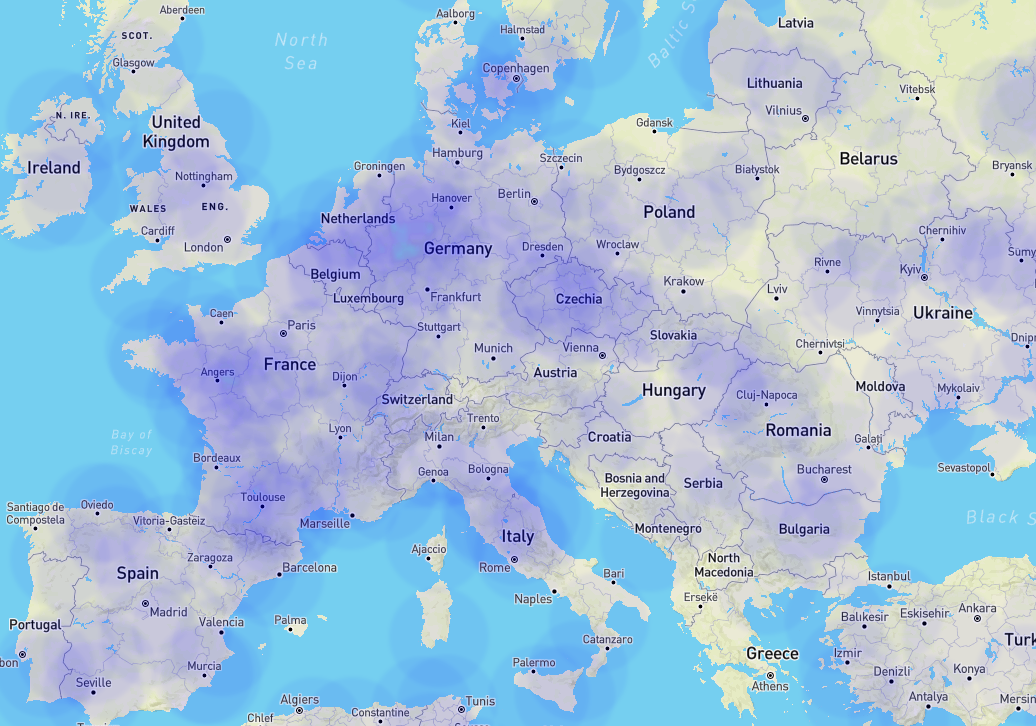 Aberdeen
Aalborg
Halmstad
Latvia
SCOT.
North
Sea
Baltic S
Glasgow
Copenhagen
Lithuania
Vitebsk
N. IRE.
United
Kingdom
Kiel
Gdansk
Vilnius
Ireland
Groningen
Hamburg
Szczecin
Belarus
Bryansk
Nottingham
Bydgoszcz
Białystok
WALES
ENG.
Netherlands
Hanover
Berlin
Poland
Cardiff
London
Germany
Dresden
Wroclaw
Chernihiv
Sumy
Belgium
Rivne
Kyiv
Luxembourg
Frankfurt
Czechia
Krakow
Lviv
Caen
Paris
Stuttgart
Slovakia
Vinnytsia
Ukraine
Angers
France
Munich
Vienna
Chernivtsi
Dnip
Dijon
Switzerland
Austria
Hungary
Cluj-Napoca
Moldova
Mykolaiv
Bay of
Biscay
Lyon
Trento
Milan
Croatia
Romania
Galați
Bordeaux
Genoa
Bologna
Bosnia and
Herzegovina
Serbia
Bucharest
Sevastopol
Santiago de
Compostela
Oviedo
Toulouse
Vitoria-Gasteiz
Marseille
Italy
Montenegro
Bulgaria
Black S
Spain
Zaragoza
Barcelona
Ajaccio
Rome
North
Macedonia
Bari
Istanbul
Madrid
Naples
Ersekë
Balıkesir
Eskisehir
Ankara
Portugal
Valencia
Palma
Catanzaro
Greece
Izmir
Turk
bon
Murcia
Palermo
Athens
Denizli
Konya
Seville
Algiers
Tunis
Antalya
Mersin
Chlef
Constantine